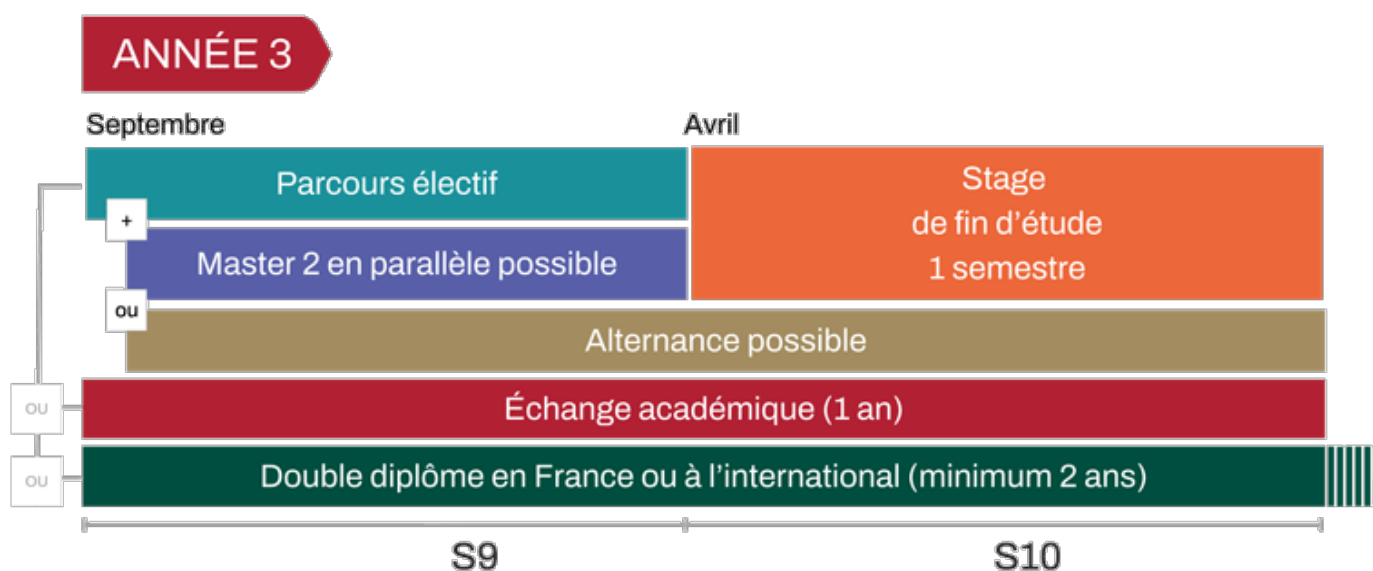 ANNÉE 3
Septembre
Avril
Parcours électif
Stage
de fin d’étude
1 semestre
+
Master 2 en parallèle possible
ou
Alternance possible
OU
Échange académique (1 an)
OU
Double diplôme en France ou à l’international (minimum 2 ans)
S9
S10